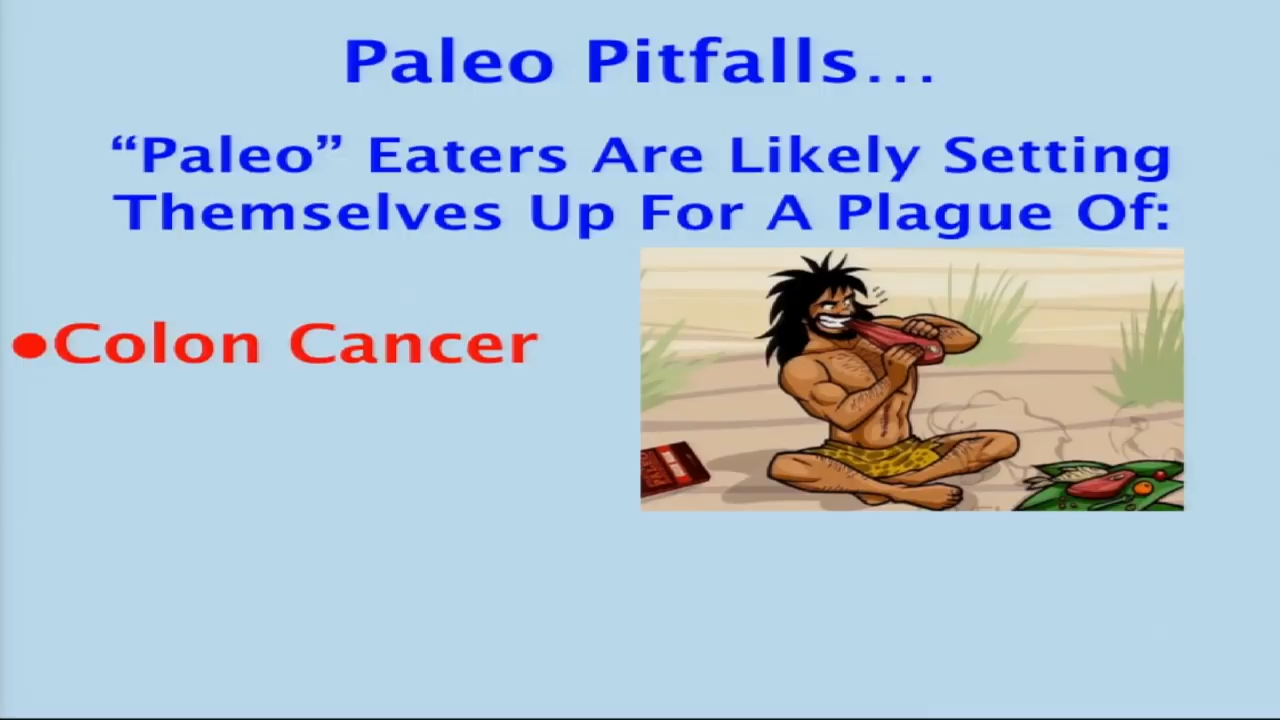 Paleo Pitfalls...
“Paleo” Eaters Are Likely Setting
Themselves Up For A Plague Of:
•Colon Cancer